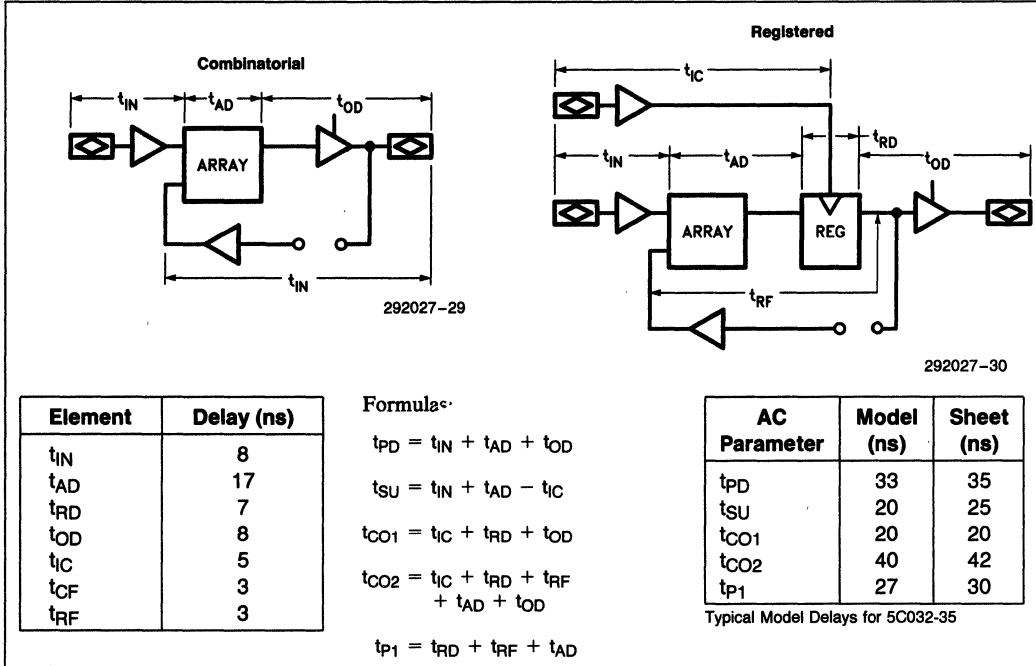 Combinatorial
tIN
tAD
tOD
ARRAY
tIN
292027–29
Registered
tIC
tRD
tIN
tAD
tOD
ARRAY
REG
tRF
292027–30
Element Delay (ns)
tIN 8
tAD 17
tRD 7
tOD 8
tIC 5
tCF 3
tRF 3
Formulas:
tPD = tIN + tAD + tOD
tSU = tIN + tAD − tIC
tCO1 = tIC + tRD + tOD
tCO2 = tIC + tRD + tRF
+ tAD + tOD
tP1 = tRD + tRF + tAD
AC Parameter Model (ns) Sheet (ns)
tPD 33 35
tSU 20 25
tCO1 20 20
tCO2 40 42
tP1 27 30
Typical Model Delays for 5C032-35